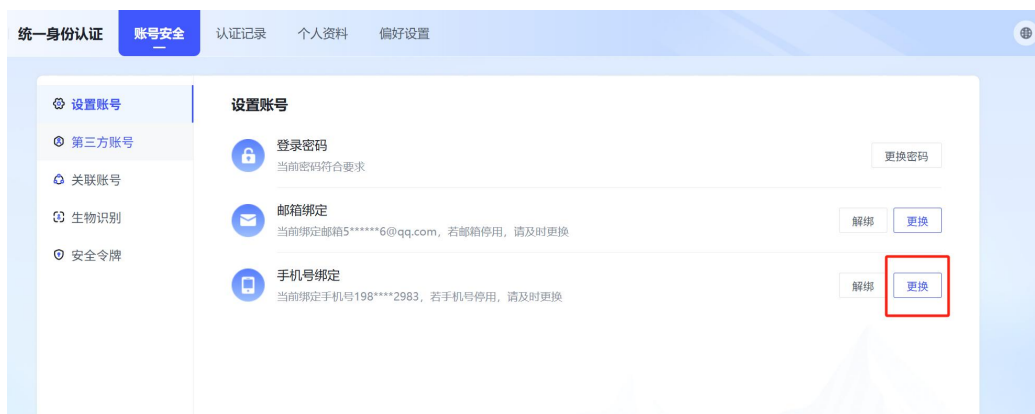 统一身份认证 账号安全 认证记录 个人资料 偏好设置
设置账号
第三方账号
关联账号
生物识别
安全令牌
设置账号
登录密码
当前密码符合要求
更换密码
邮箱绑定
当前绑定邮箱5******6@qq.com，若邮箱停用，请及时更换
解绑 更换
手机号绑定
当前绑定手机号198****2983，若手机号停用，请及时更换
解绑 更换